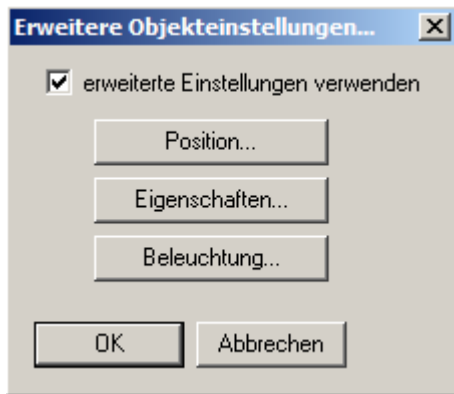 Erweitere Objekteinstellungen...
erweiterte Einstellungen verwenden
Position...
Eigenschaften...
Beleuchtung...
OK
Abbrechen